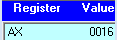 Register Value
AX 0016